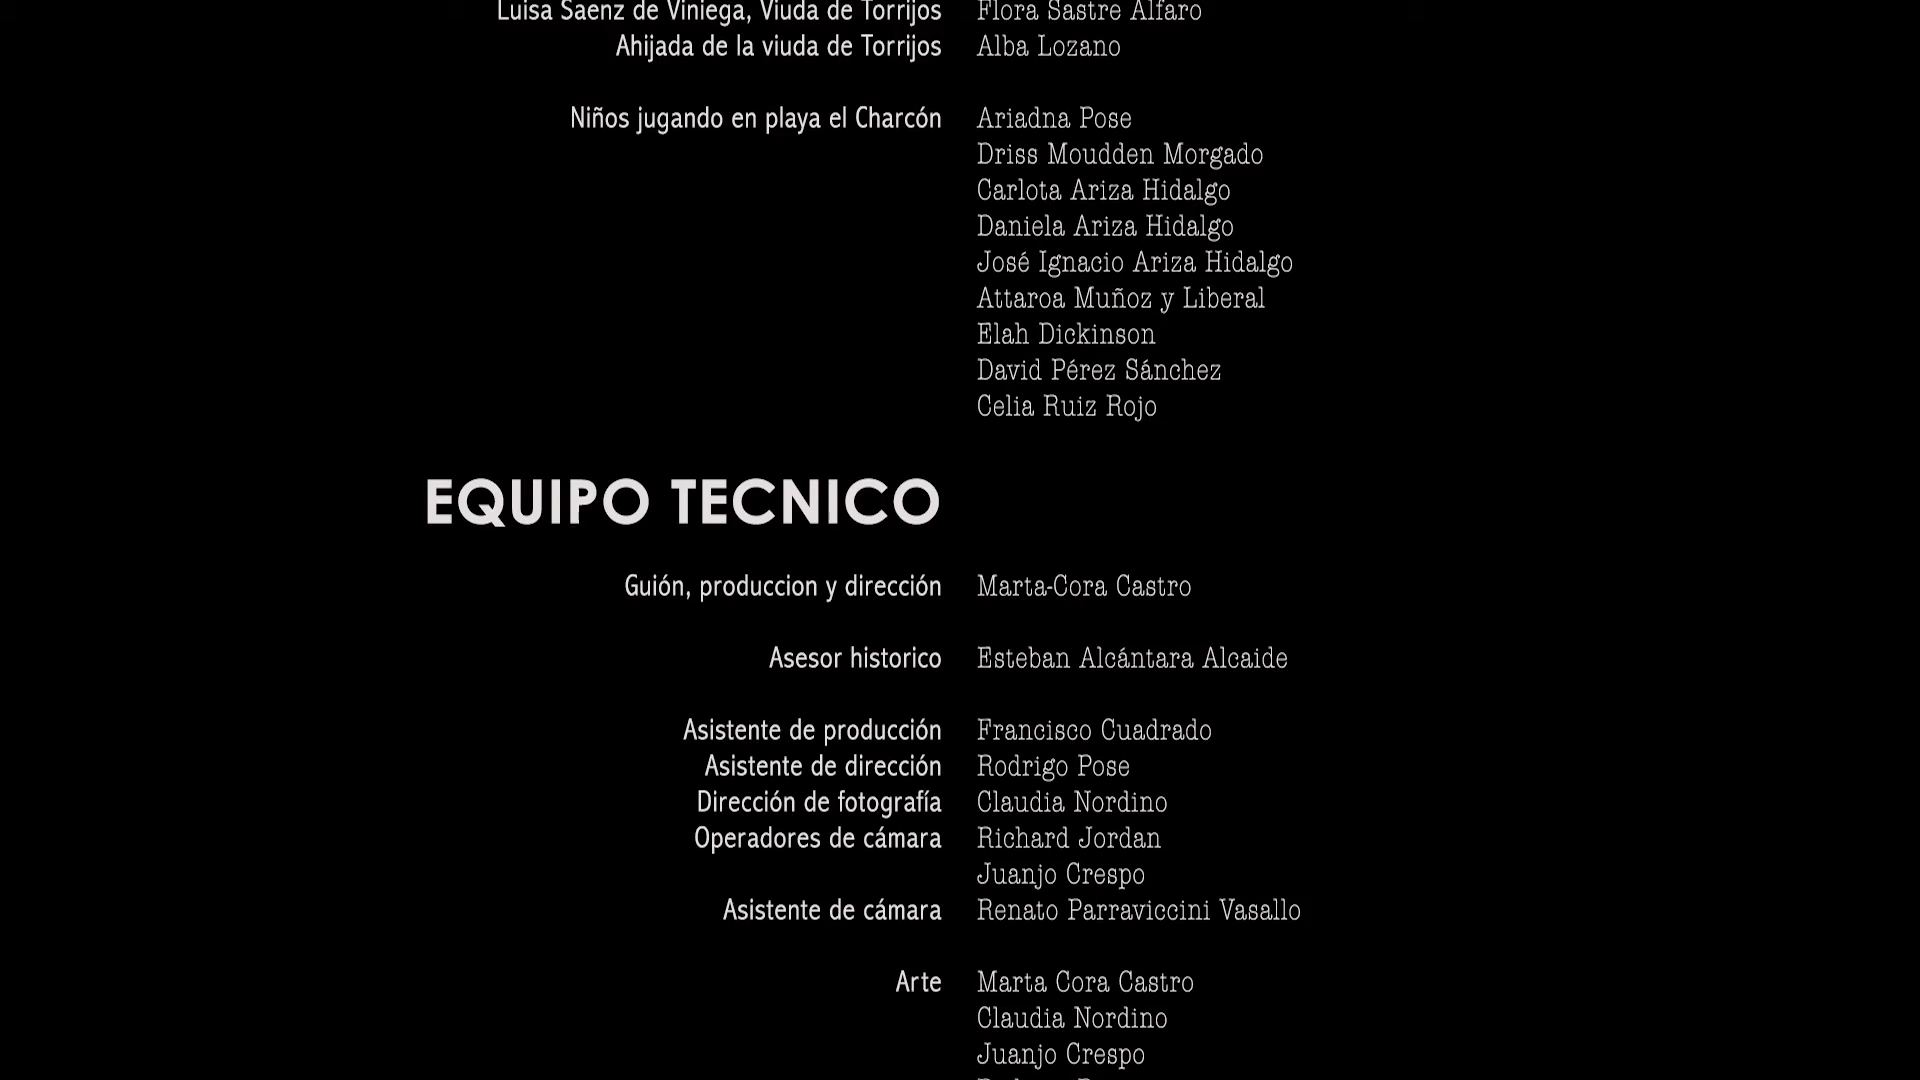 Luisa Saenz de Viniega, Viuda de Torrijos Flora Sastre Alfaro
Ahijada de la viuda de Torrijos Alba Lozano
Niños jugando en playa el Charcón Ariadna Pose
Driss Moudden Morgado
Carlota Ariza Hidalgo
Daniela Ariza Hidalgo
José Ignacio Ariza Hidalgo
Attaroa Muñoz y Liberal
Elah Dickinson
David Pérez Sánchez
Celia Ruiz Rojo
EQUIPO TECNICO
Guión, produccion y dirección Marta-Cora Castro
Asesor historico Esteban Alcántara Alcaide
Asistente de producción Francisco Cuadrado
Asistente de dirección Rodrigo Pose
Dirección de fotografía Claudia Nordino
Operadores de cámara Richard Jordan
Juanjo Crespo
Asistente de cámara Renato Parraviccini Vasallo
Arte Marta Cora Castro
Claudia Nordino
Juanjo Crespo